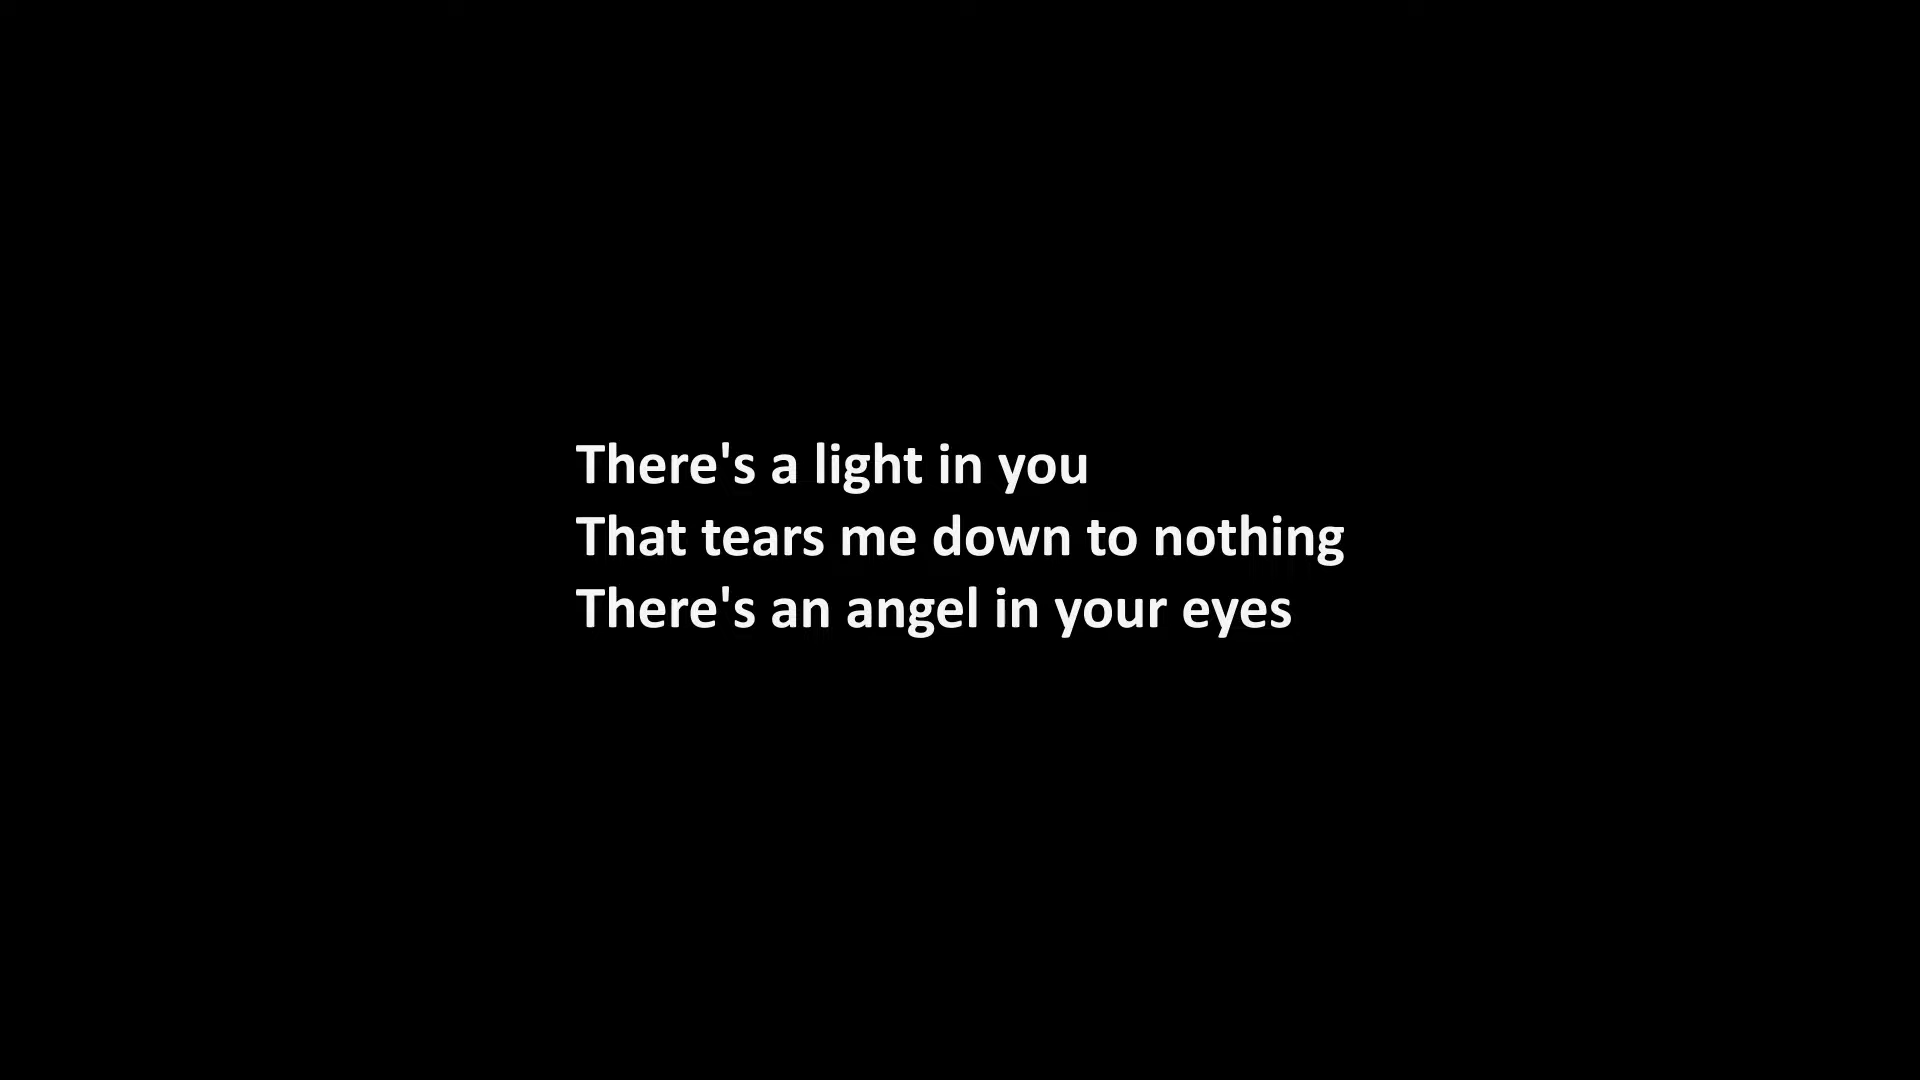 There's a light in you
That tears me down to nothing
There's an angel in your eyes